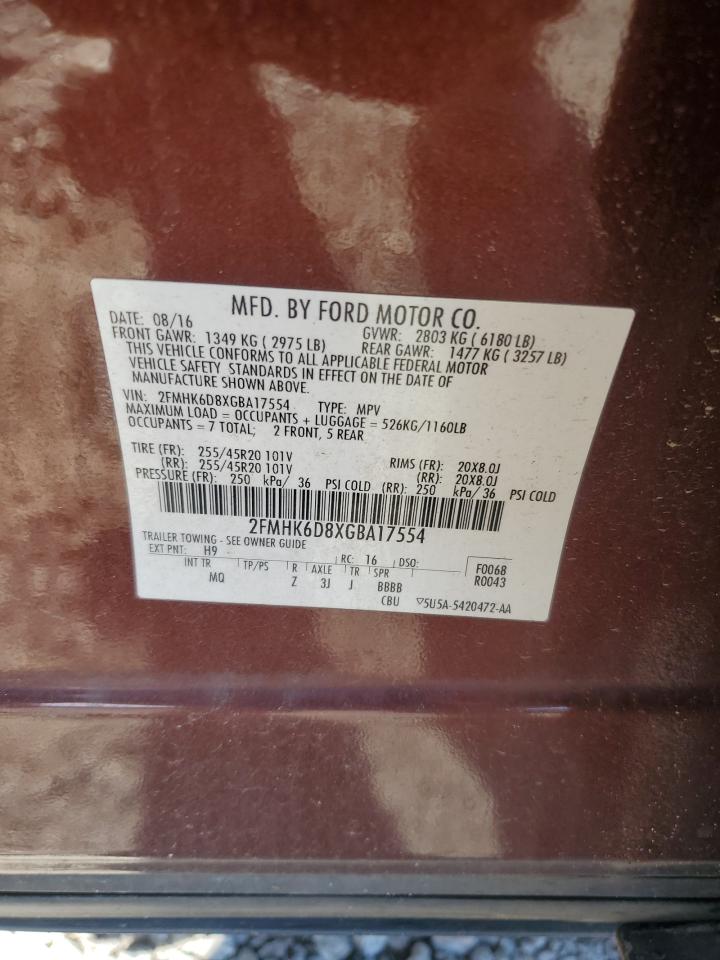 MFD. BY FORD MOTOR CO.
DATE: 08/16 GVWR: 2803 KG ( 6180 LB)
FRONT GAWR: 1349 KG ( 2975 LB) REAR GAWR: 1477 KG ( 3257 LB)
THIS VEHICLE CONFORMS TO ALL APPLICABLE FEDERAL MOTOR
VEHICLE SAFETY STANDARDS IN EFFECT ON THE DATE OF
MANUFACTURE SHOWN ABOVE.
VIN: 2FMHK6D8XGBA17554 TYPE: MPV
MAXIMUM LOAD = OCCUPANTS + LUGGAGE = 526KG/1160LB
OCCUPANTS = 7 TOTAL; 2 FRONT, 5 REAR
TIRE (FR): 255/45R20 101V RIMS (FR): 20X8.0J
(RR): 255/45R20 101V (RR): 20X8.0J
PRESSURE (FR): 250 kPa/ 36 PSI COLD (RR): 250 kPa/ 36 PSI COLD
2FMHK6D8XGBA17554
TRAILER TOWING - SEE OWNER GUIDE
EXT PNT: H9 RC: 16 DSO: F0068
INT TR TP/PS R AXLE TR SPR R0043
MQ Z 3J J BBBB
CBU ▽5U5A-5420472-AA